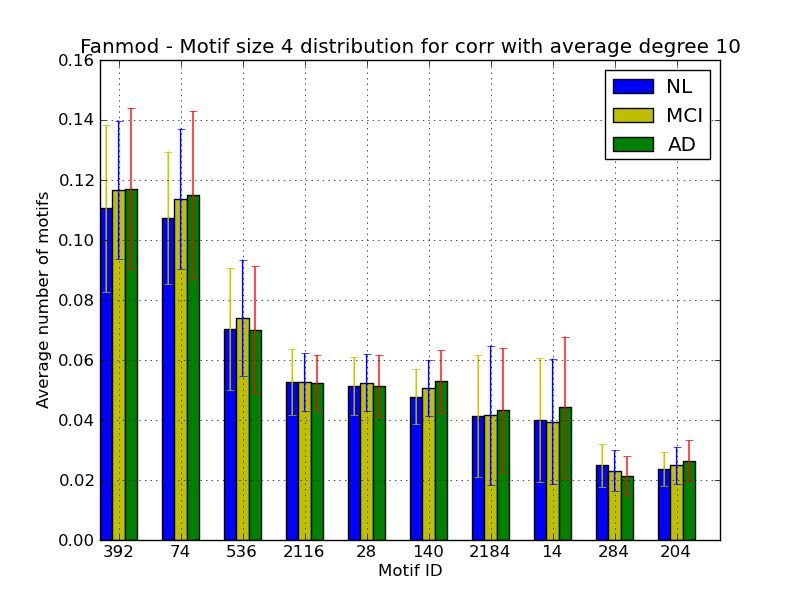 Fanmod - Motif size 4 distribution for corr with average degree 10
0.16
0.14
0.12
0.10
0.08
0.06
0.04
0.02
0.00
Average number of motifs
NL
MCI
AD
392 74 536 2116 28 140 2184 14 284 204
Motif ID